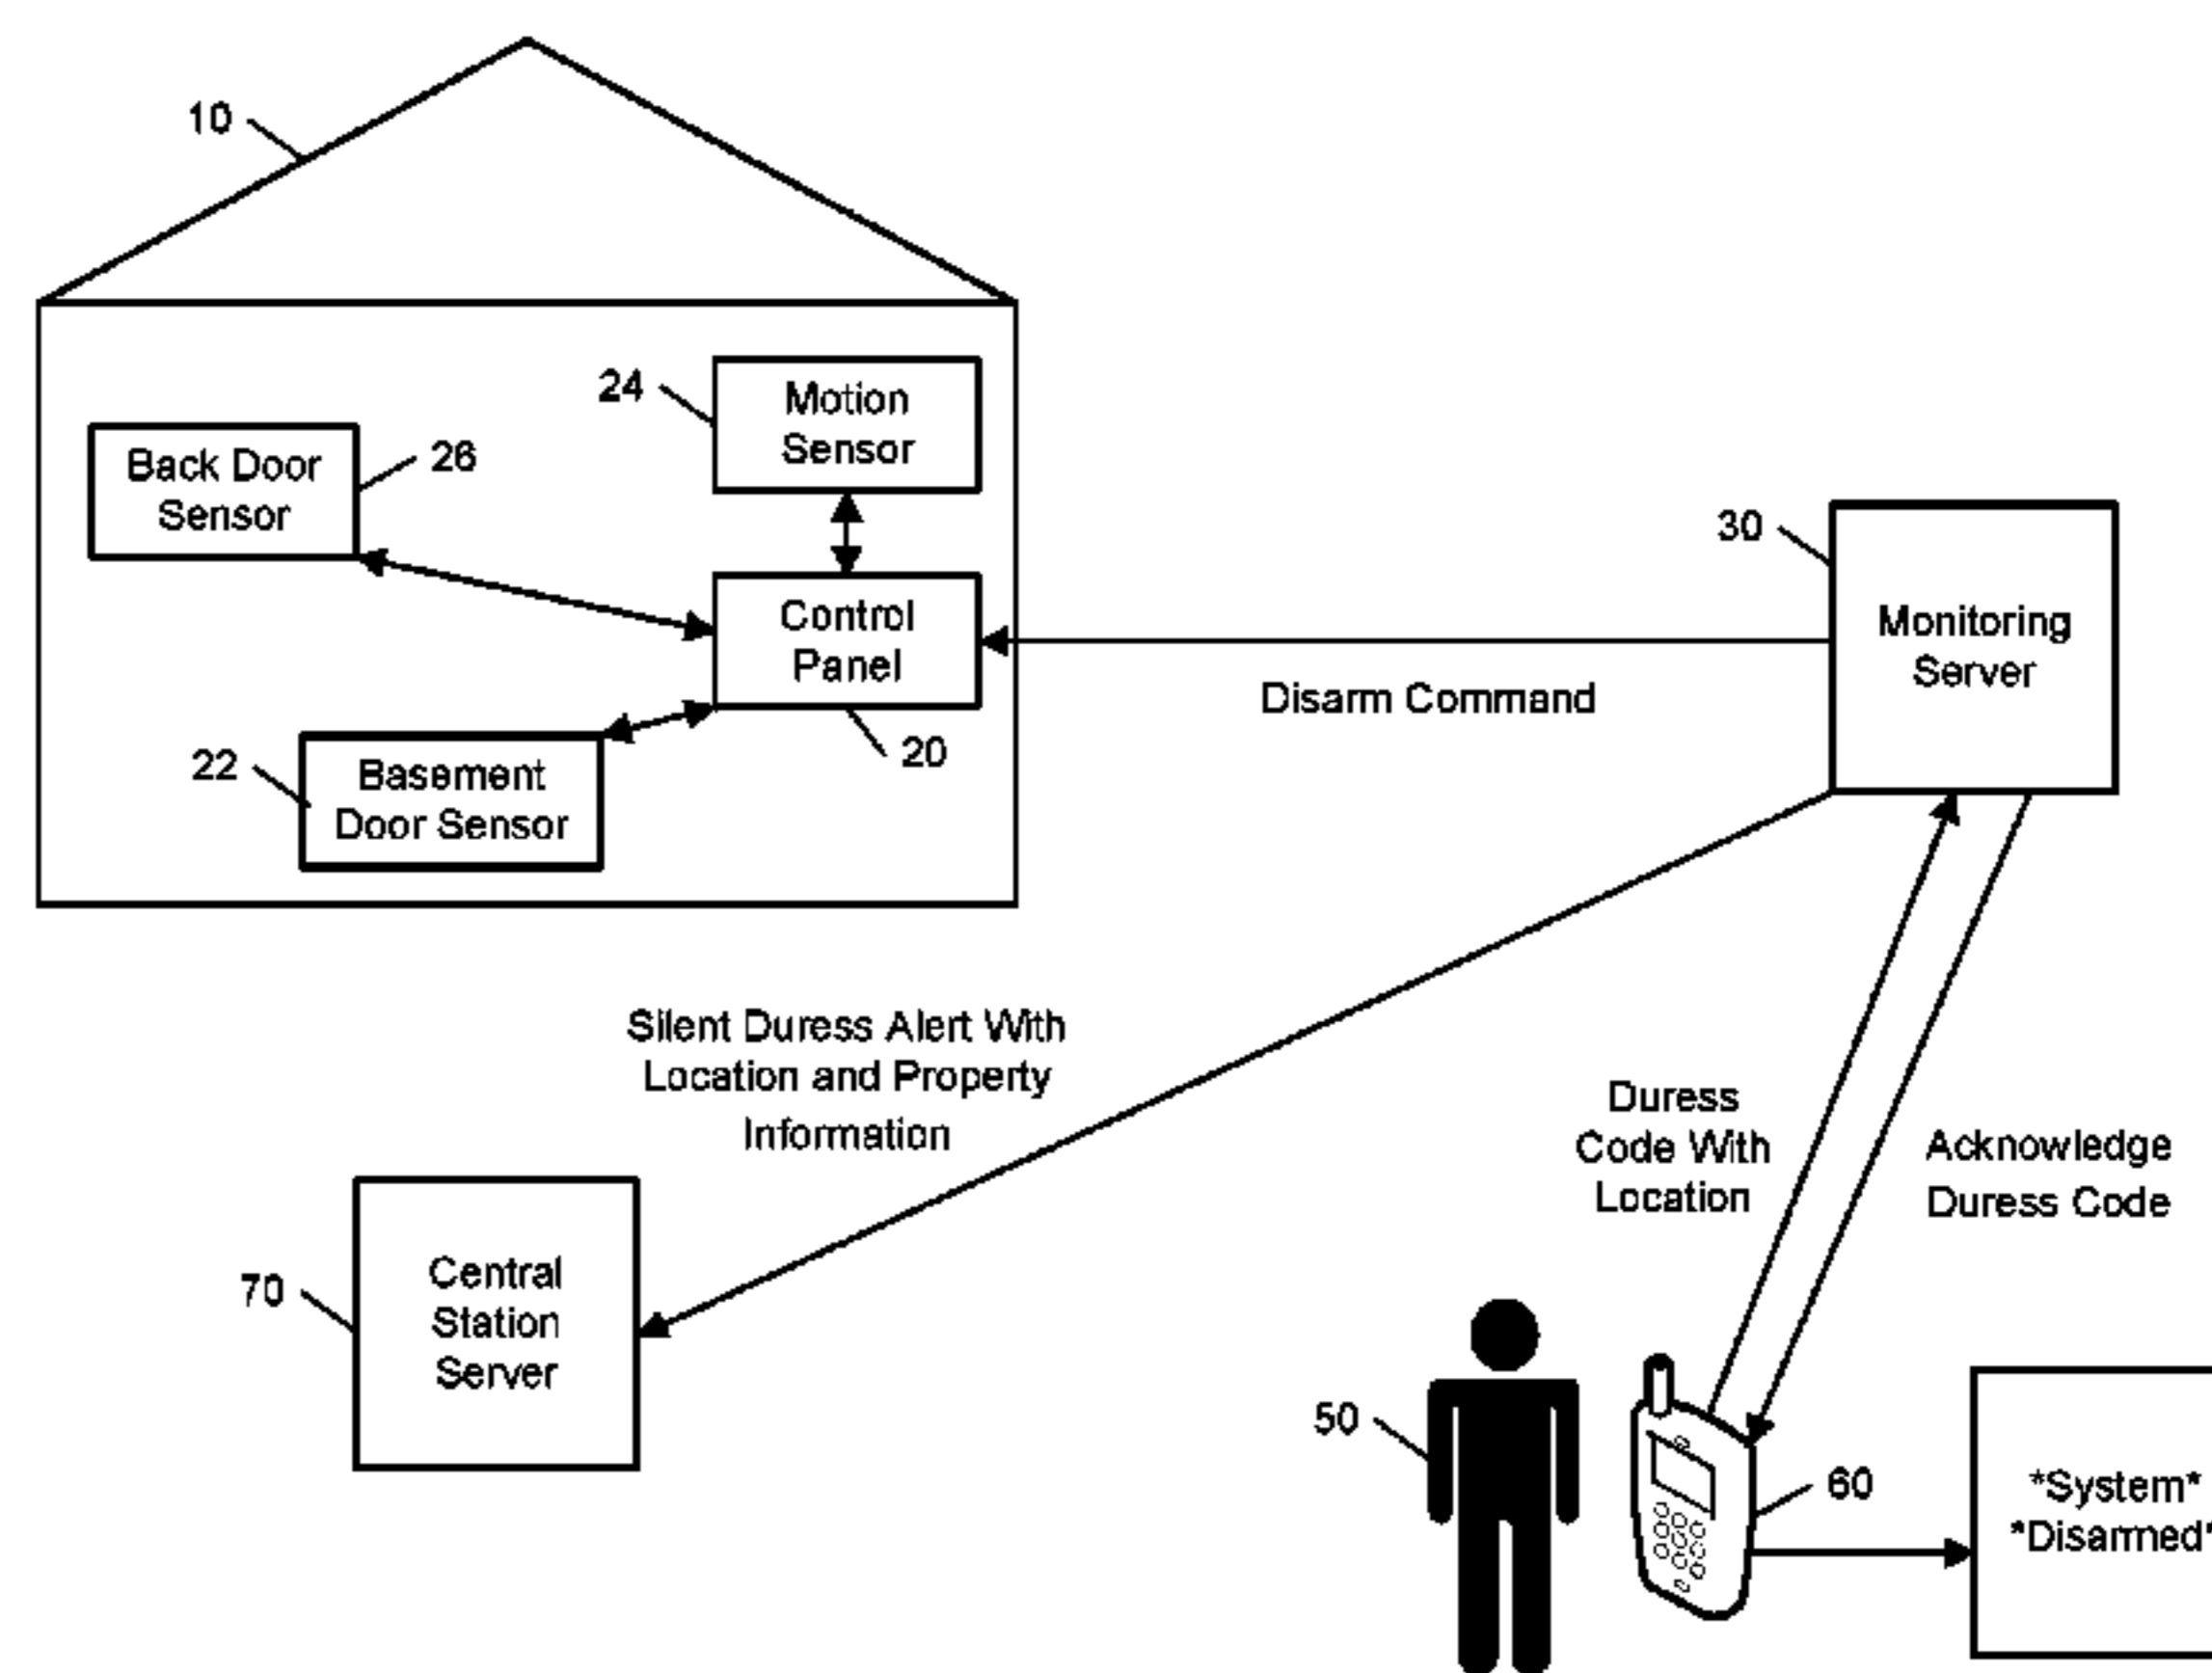 10
24
Motion
Sensor
Back Door
Sensor
26
30
Monitoring
Server
Control
Panel
Disarm Command
20
22
Basement
Door Sensor
Silent Duress Alert With
Location and Property
Information
Duress
Code With
Location
Acknowledge
Duress Code
70
Central
Station
Server
50
60
*System*
*Disarmed*